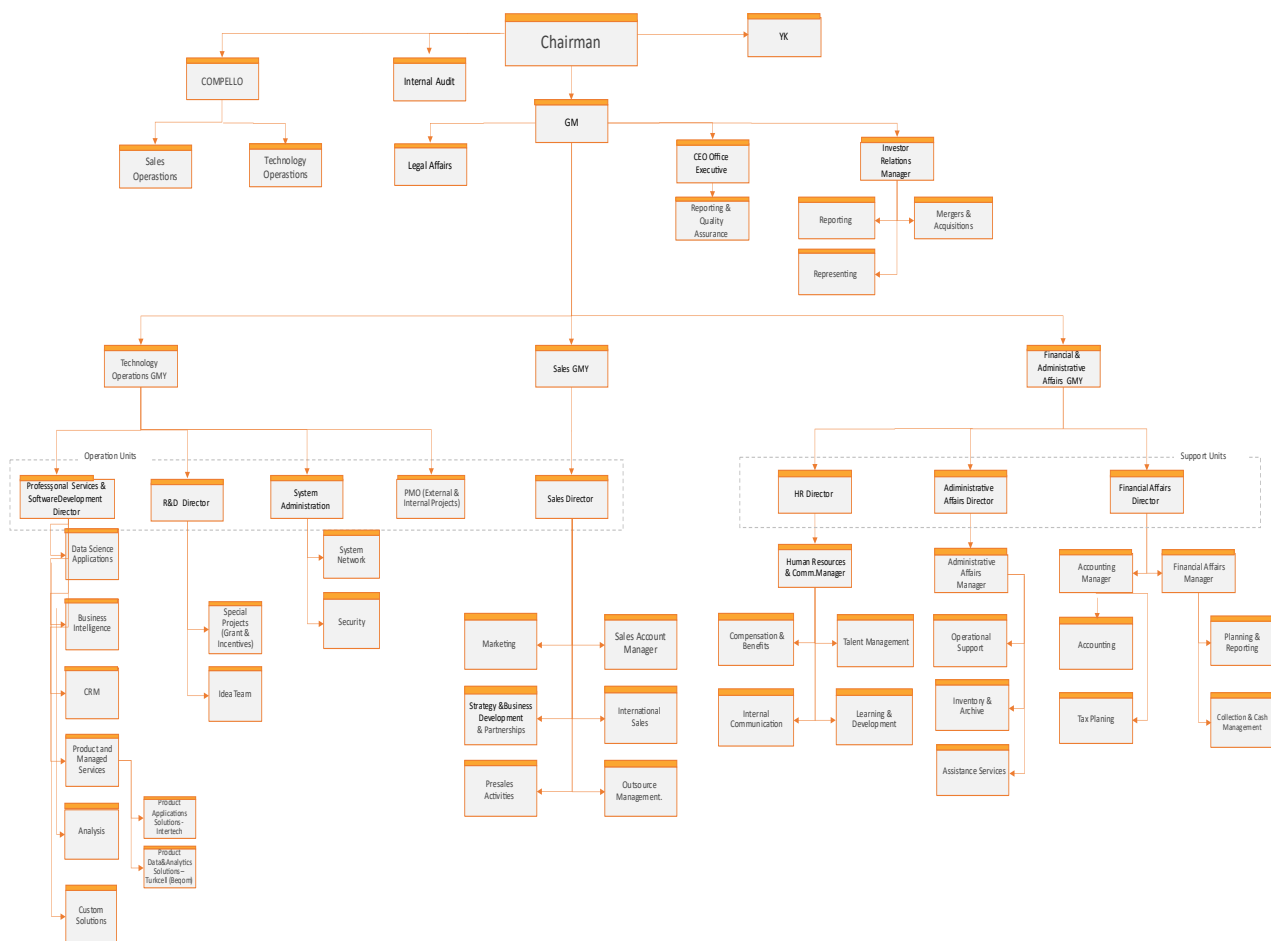 Chairman
YK
COMPELLO
Internal Audit
GM
Sales
Operastions
Technology
Operastions
Legal Affairs
CEO Office
Executive
Investor
Relations
Manager
Reporting &
Quality
Assurance
Reporting
Mergers &
Acquisitions
Representing
Technology
Operations GMY
Sales GMY
Financial &
Administrative
Affairs GMY
Operation Units
Support Units
Professşonal Services &
SoftwareDevelopment
Director
R&D Director
System
Administration
PMO (External &
Internal Projects)
Sales Director
HR Director
Adiministrative
Affairs Director
Financial Affairs
Director
Data Science
Applications
System
Network
Human Resources
& Comm.Manager
Administrative
Affairs
Manager
Accounting
Manager
Financial Affairs
Manager
Business
Intelligence
Special
Projects
(Grant &
Incentives)
Security
Marketing
Sales Account
Manager
Compensation &
Benefits
Talent Management
Operational
Support
Accounting
Planning &
Reporting
CRM
Idea Team
Strategy &Business
Development
& Partnerships
International
Sales
Internal
Communication
Learning &
Development
Inventory &
Archive
Tax Planing
Collection & Cash
Management
Product and
Managed
Services
Presales
Activities
Outsource
Management.
Assistance Services
Analysis
Product
Applications
Solutions-
Intertech
Product
Data&Analytics
Solutions–
Turkcell (Beqom)
Custom
Solutions